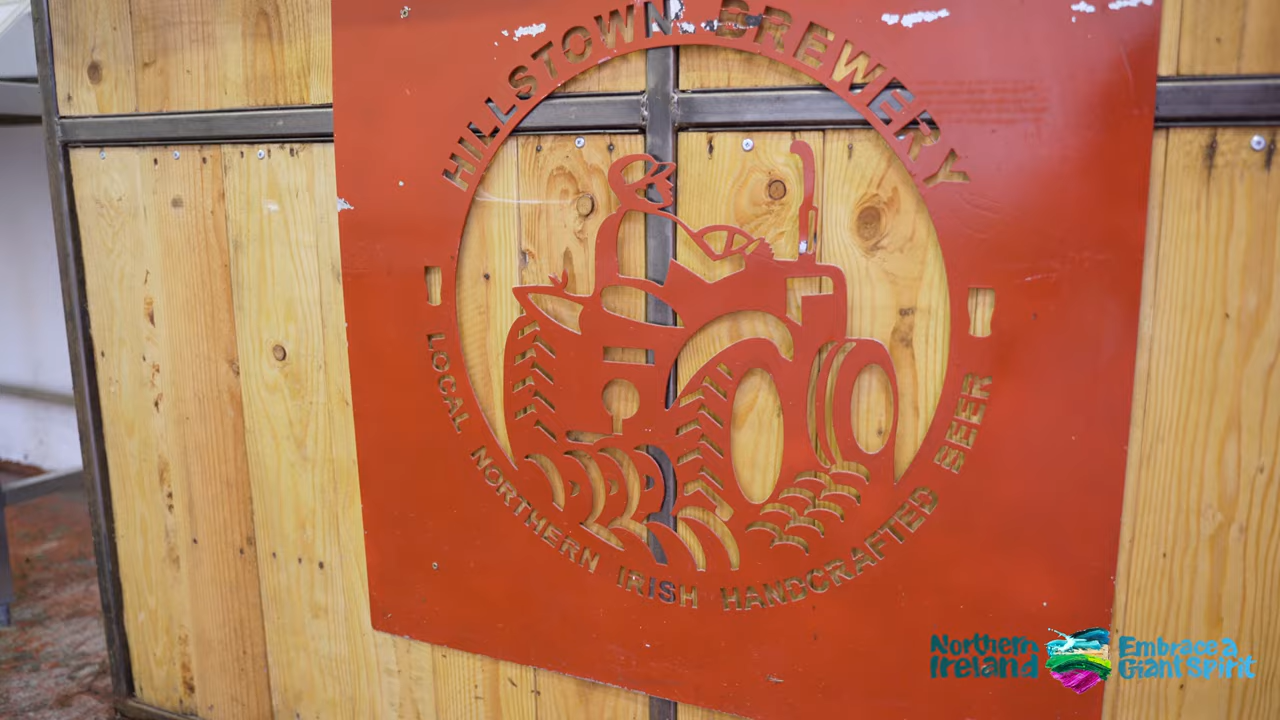 HILLSTOWN BREWERY
LOCAL NORTHERN IRISH HANDCRAFTED BEER
Northern Ireland
Embrace a Giant Spirit